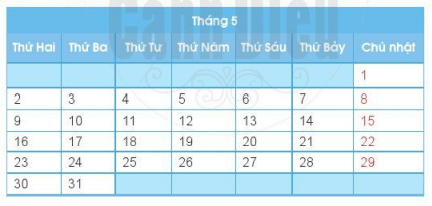 Cánh Diều
Tháng 5
Thứ Hai Thứ Ba Thứ Tư Thứ Năm Thứ Sáu Thứ Bảy Chủ nhật
1
2 3 4 5 6 7 8
9 10 11 12 13 14 15
16 17 18 19 20 21 22
23 24 25 26 27 28 29
30 31